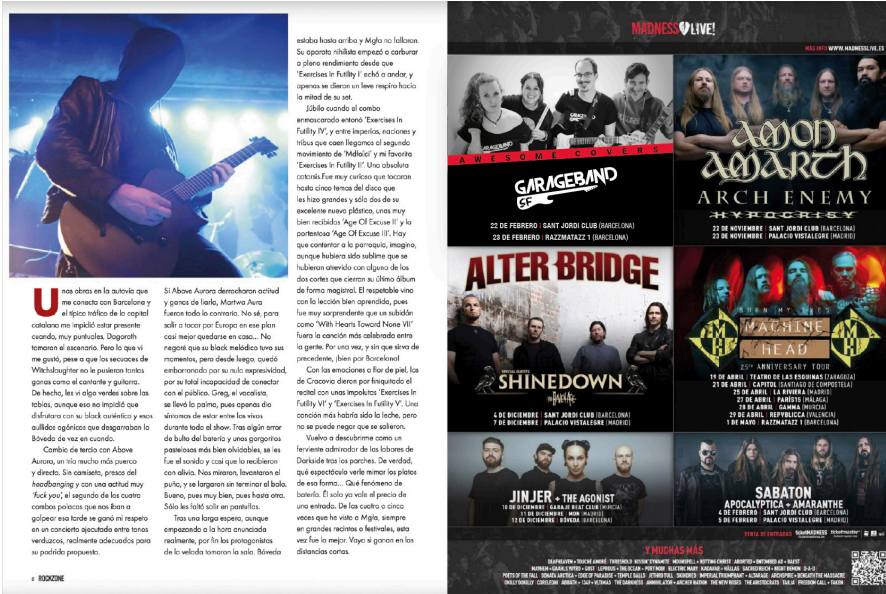 Unas obras en la autovía que
me conecta con Barcelona y
el típico tráfico de la capital
catalana me impidió estar presente
cuando, muy puntuales, Dagorath
tomaron el escenario. Pero lo que vi
me gustó, pese a que los secuaces de
Witchslaughter no le pusieran tantas
ganas como el cantante y guitarra.
De hecho, les vi algo verdes sobre las
tablas, aunque eso no impidió que
disfrutara con su black auténtico y esos
aullidos agónicos que desgarraban la
Bóveda de vez en cuando.
Cambio de tercio con Above
Aurora, un trío mucho más puerco
y directo. Sin camiseta, presos del
headbanging y con una actitud muy
'fuck you', el segundo de los cuatro
combos polacos que nos iban a
golpear esa tarde se ganó mi respeto
en un concierto ejecutado entre tonos
verduzcos, realmente adecuados para
su podrida propuesta.
Si Above Aurora derrocharon actitud
y ganas de liarla, Martwa Aura
fueron todo lo contrario. No sé, para
salir a tocar por Europa en ese plan
casi mejor quedarse en casa... No
negaré que su black melódico tuvo sus
momentos, pero desde luego, quedó
emborronado por su nula expresividad,
por su total incapacidad de conectar
con el público. Greg, el vocalista,
se llevó la palma, pues apenas dio
síntomas de estar entre los vivos
durante todo el show. Tras algún error
de bulto del batería y unos gorgoritos
pastelosos más bien olvidables, se les
fue el sonido y casi que lo recibieron
con alivio. Nos miraron, levantaron el
puño, y se largaron sin terminar el bolo.
Bueno, pues muy bien, pues hasta otra.
Sólo les faltó salir en pantuflas.
Tras una larga espera, aunque
empezando a la hora anunciada
realmente, por fin los protagonistas
de la velada tomaron la sala. Bóveda
estaba hasta arriba y Mgła no fallaron.
Su aparato nihilista empezó a carburar
a pleno rendimiento desde que
'Exercises In Futility I' echó a andar, y
apenas se dieron un leve respiro hacia
la mitad de su set.
Júbilo cuando el combo
enmascarado entonó 'Exercises In
Futility IV', y entre imperios, naciones y
tribus que caen llegamos al segundo
movimiento de 'Mdłości' y mi favorita
'Exercises In Futility II'. Una absoluta
catarsis. Fue muy curioso que tocaran
hasta cinco temas del disco que
les hizo grandes y sólo dos de su
excelente nuevo plástico, unas muy
bien recibidas 'Age Of Excuse II' y la
portentosa 'Age Of Excuse III'. Hay
que contentar a la parroquia, imagino,
aunque hubiera sido sublime que se
hubieran atrevido con alguno de los
dos cortes que cierran su último álbum
de forma magistral. El respetable vino
con la lección bien aprendida, pues
fue muy sorprendente que un subidón
como 'With Hearts Toward None VII'
fuera la canción más celebrada entre
la gente. Por una vez, y sin que sirva de
precedente, ¡bien por Barcelona!
Con las emociones a flor de piel, los
de Cracovia dieron por finiquitado el
recital con unas impolutas 'Exercises In
Futility VI' y 'Exercises In Futility V'. Una
canción más habría sido la leche, pero
no se puede negar que se salieron.
Vuelvo a descubrirme como un
ferviente admirador de las labores de
Darkside tras los parches. De verdad,
qué espectáculo verle mimar los platos
de esa forma... Qué fenómeno de
batería. Él solo ya vale el precio de
una entrada. De las cuatro o cinco
veces que he visto a Mgła, siempre
en grandes recintos o festivales, esta
vez fue la mejor. Vaya si ganan en las
distancias cortas.
8 ROCKZONE
MADNESS LIVE!
MÁS INFO WWW.MADNESSLIVE.ES
AWESOME COVERS
GARAGEBAND
SF
22 DE FEBRERO | SANT JORDI CLUB (BARCELONA)
23 DE FEBRERO | RAZZMATAZZ 1 (BARCELONA)
AMON
AMARTH
ARCH ENEMY
HYPOCRISY
22 DE NOVIEMBRE | SANT JORDI CLUB (BARCELONA)
23 DE NOVIEMBRE | PALACIO VISTALEGRE (MADRID)
ALTER BRIDGE
SPECIAL GUESTS
SHINEDOWN
THE RAVEN AGE
4 DE DICIEMBRE | SANT JORDI CLUB (BARCELONA)
7 DE DICIEMBRE | PALACIO VISTALEGRE (MADRID)
BURN MY EYES
MACHINE
HEAD
25TH ANNIVERSARY TOUR
19 DE ABRIL | TEATRO DE LAS ESQUINAS (ZARAGOZA)
21 DE ABRIL | CAPITOL (SANTIAGO DE COMPOSTELA)
25 DE ABRIL | LA RIVIERA (MADRID)
27 DE ABRIL | PARIS15 (MÁLAGA)
28 DE ABRIL | GAMMA (MURCIA)
29 DE ABRIL | REPVBLICCA (VALENCIA)
1 DE MAYO | RAZZMATAZZ 1 (BARCELONA)
JINJER + THE AGONIST
10 DE DICIEMBRE | GARAJE BEAT CLUB (MURCIA)
11 DE DICIEMBRE | MON (MADRID)
12 DE DICIEMBRE | BÓVEDA (BARCELONA)
SABATON
APOCALYPTICA + AMARANTHE
4 DE FEBRERO | SANT JORDI CLUB (BARCELONA)
5 DE FEBRERO | PALACIO VISTALEGRE (MADRID)
VENTA DE ENTRADAS TICKETMADNESS ticketmaster
Y MUCHAS MÁS